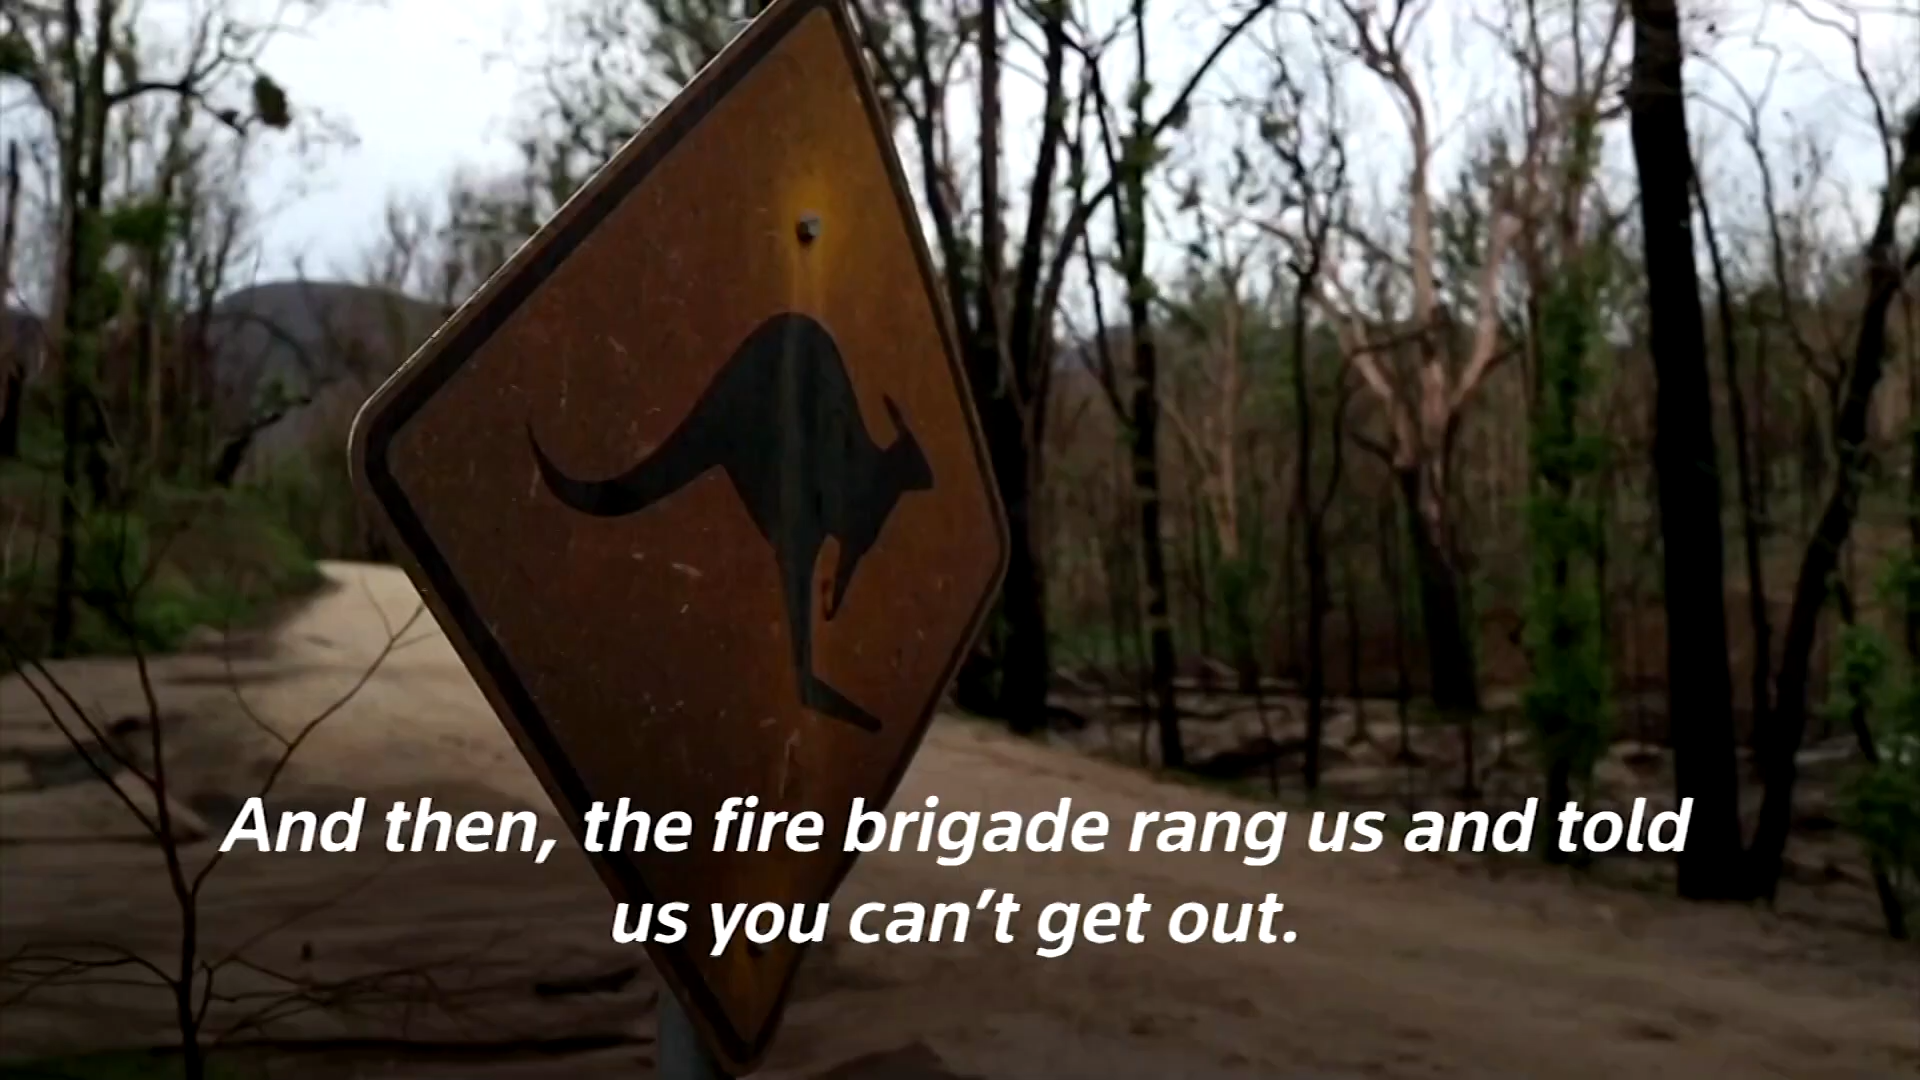 And then, the fire brigade rang us and told
us you can’t get out.